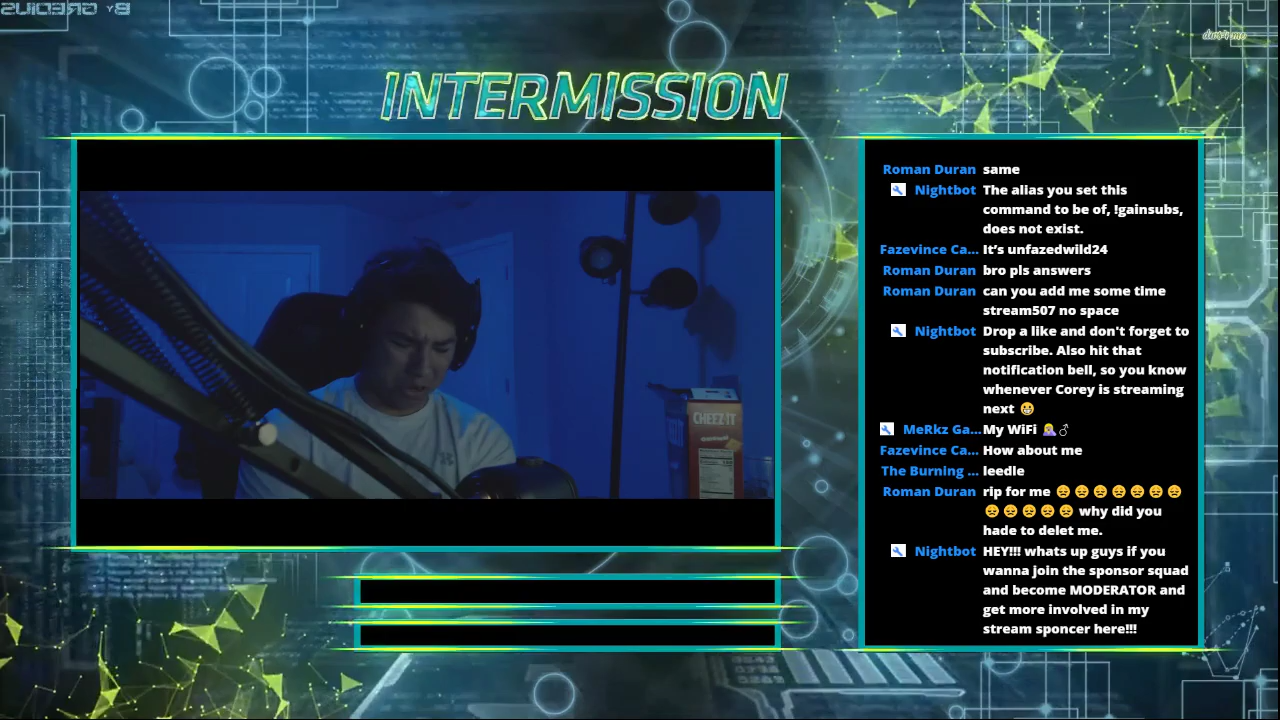 BY GREDIUS
dws4.me
INTERMISSION
CHEEZ IT
Roman Duran same
Nightbot The alias you set this
command to be of, !gainsubs,
does not exist.
Fazevince Ca... It’s unfazedwild24
Roman Duran bro pls answers
Roman Duran can you add me some time
stream507 no space
Nightbot Drop a like and don't forget to
subscribe. Also hit that
notification bell, so you know
whenever Corey is streaming
next 😀
MeRkz Ga... My WiFi 🤷‍♂
Fazevince Ca... How about me
The Burning ... leedle
Roman Duran rip for me 😔 😔 😔 😔 😔 😔 😔
😔 😔 😔 😔 😔 why did you
hade to delet me.
Nightbot HEY!!! whats up guys if you
wanna join the sponsor squad
and become MODERATOR and
get more involved in my
stream sponcer here!!!